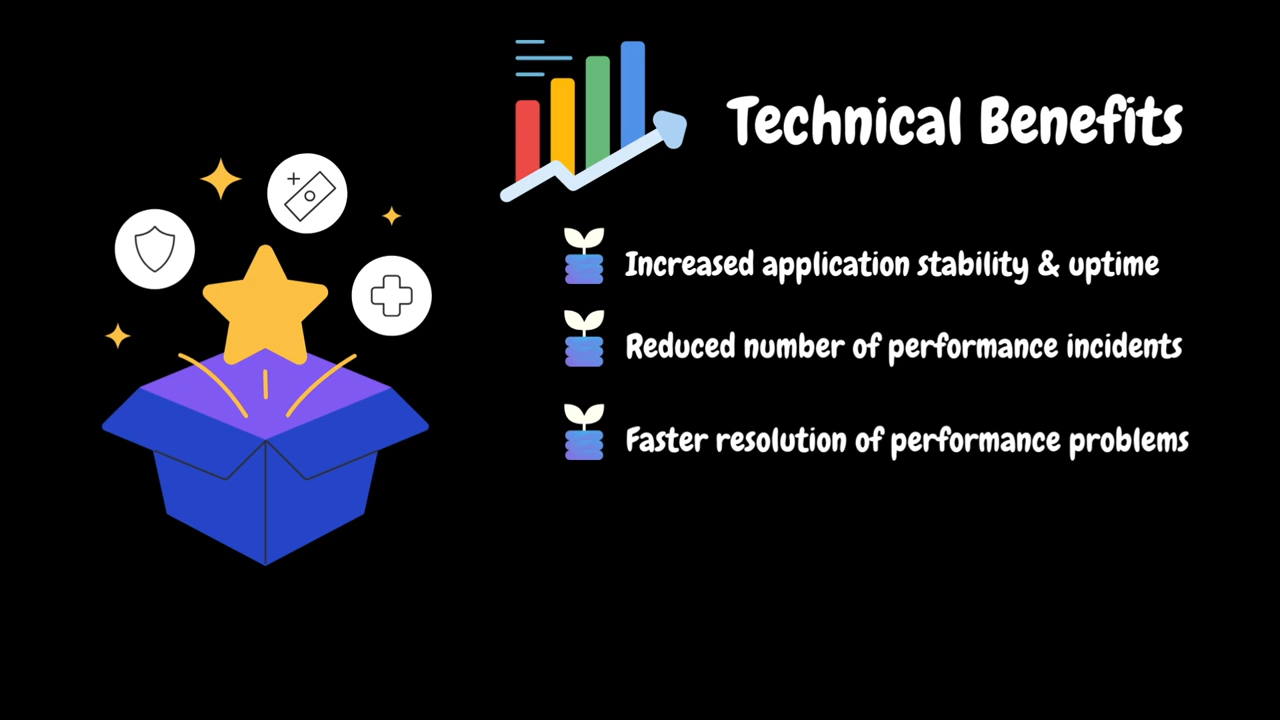 Technical Benefits
Increased application stability & uptime
Reduced number of performance incidents
Faster resolution of performance problems